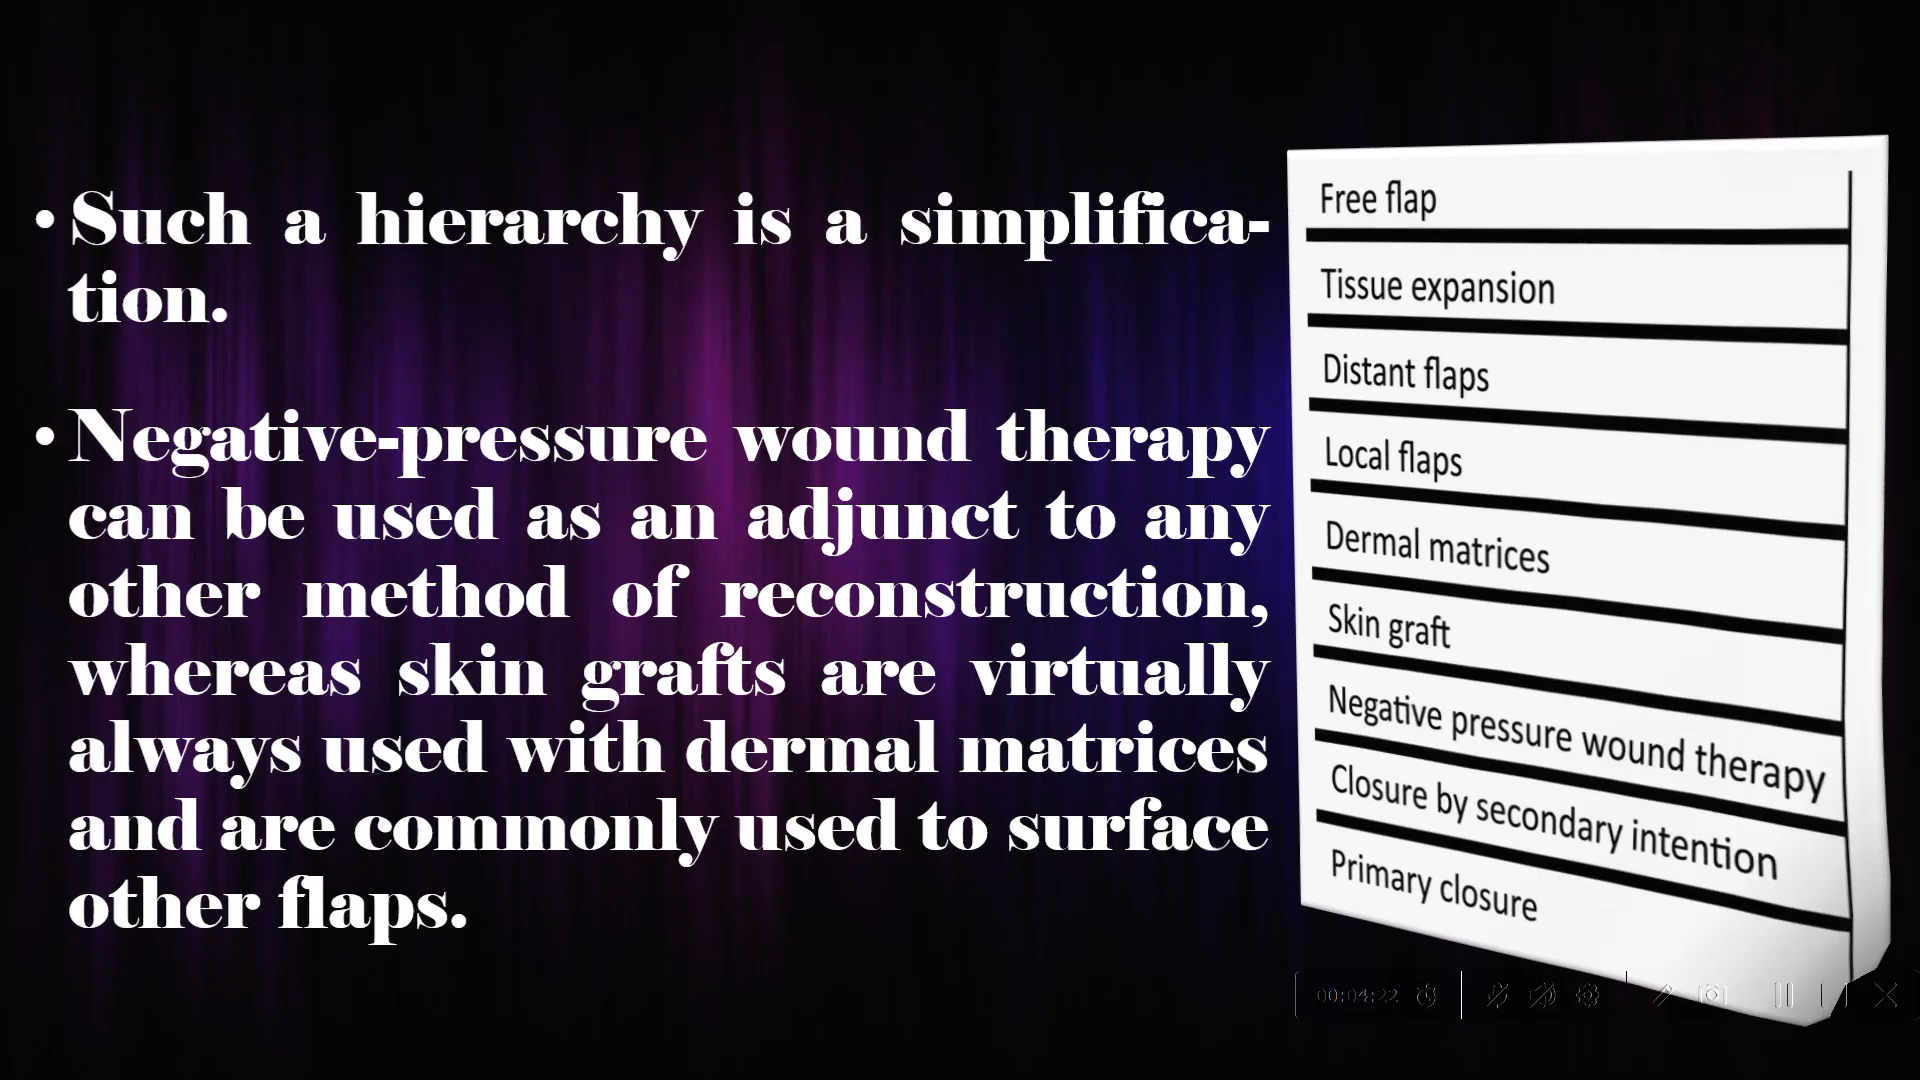 • Such a hierarchy is a simplifica-
tion.
• Negative-pressure wound therapy
can be used as an adjunct to any
other method of reconstruction,
whereas skin grafts are virtually
always used with dermal matrices
and are commonly used to surface
other flaps.
Free flap
Tissue expansion
Distant flaps
Local flaps
Dermal matrices
Skin graft
Negative pressure wound therapy
Closure by secondary intention
Primary closure
00:04:22